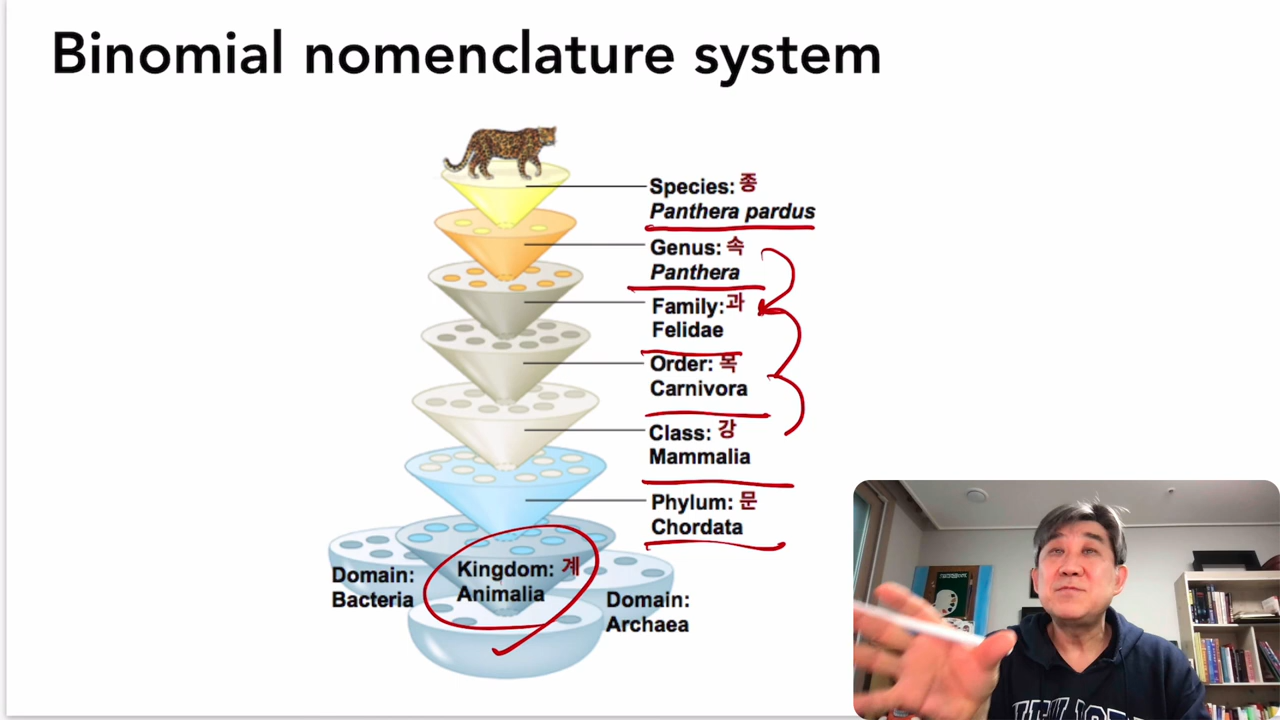 Binomial nomenclature system
Species: 종
Panthera pardus
Genus: 속
Panthera
Family:과
Felidae
Order: 목
Carnivora
Class: 강
Mammalia
Phylum: 문
Chordata
Kingdom: 계
Animalia
Domain:
Bacteria
Domain:
Archaea